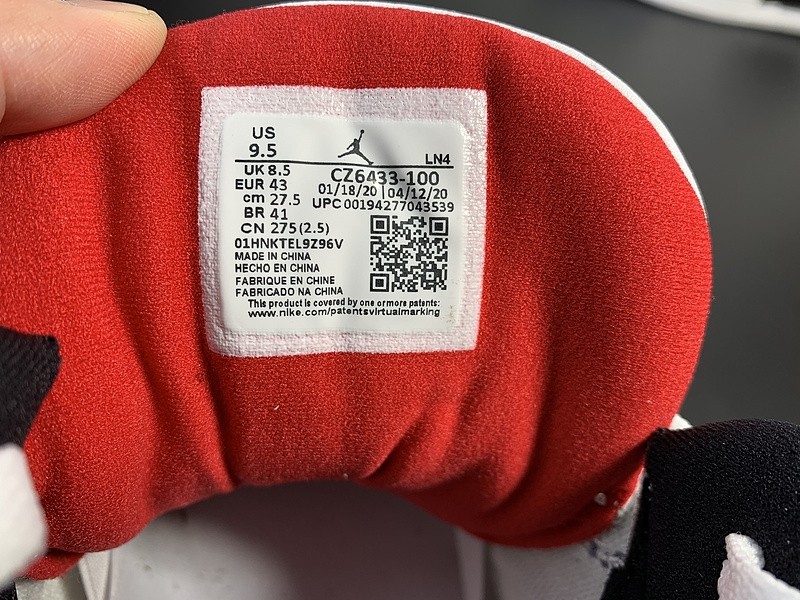 US
9.5
LN4
UK 8.5
EUR 43
cm 27.5
BR 41
CN 275(2.5)
CZ6433-100
01/18/20 | 04/12/20
UPC 00194277043539
01HNKTEL9Z96V
MADE IN CHINA
HECHO EN CHINA
FABRIQUE EN CHINE
FABRICADO NA CHINA
This product is covered by one ormore patents:
www.nike.com/patentsvirtualmarking